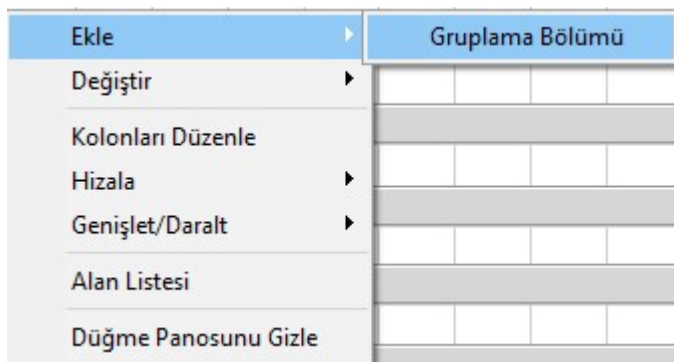 Ekle
Gruplama Bölümü
Değiştir
Kolonları Düzenle
Hizala
Genişlet/Daralt
Alan Listesi
Düğme Panosunu Gizle